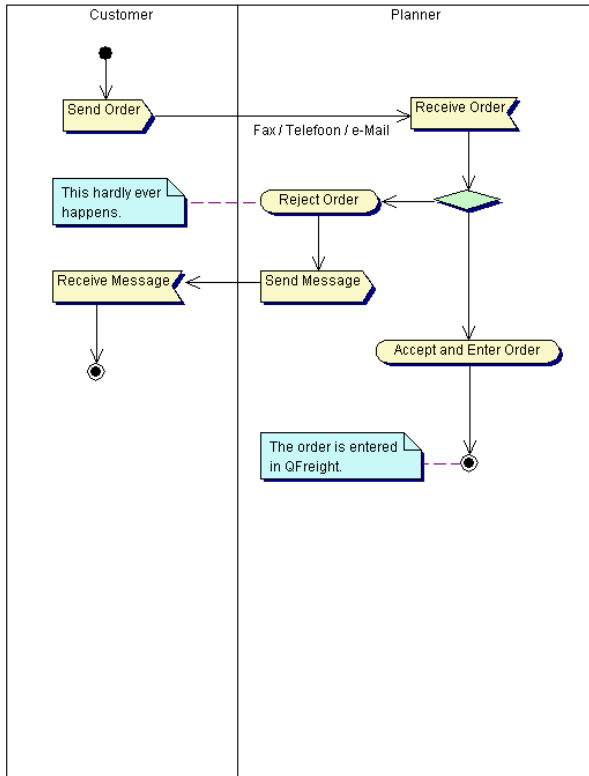 Customer
Planner
Send Order
Receive Order
Fax / Telefoon / e-Mail
This hardly ever
happens.
Reject Order
Receive Message
Send Message
Accept and Enter Order
The order is entered
in QFreight.